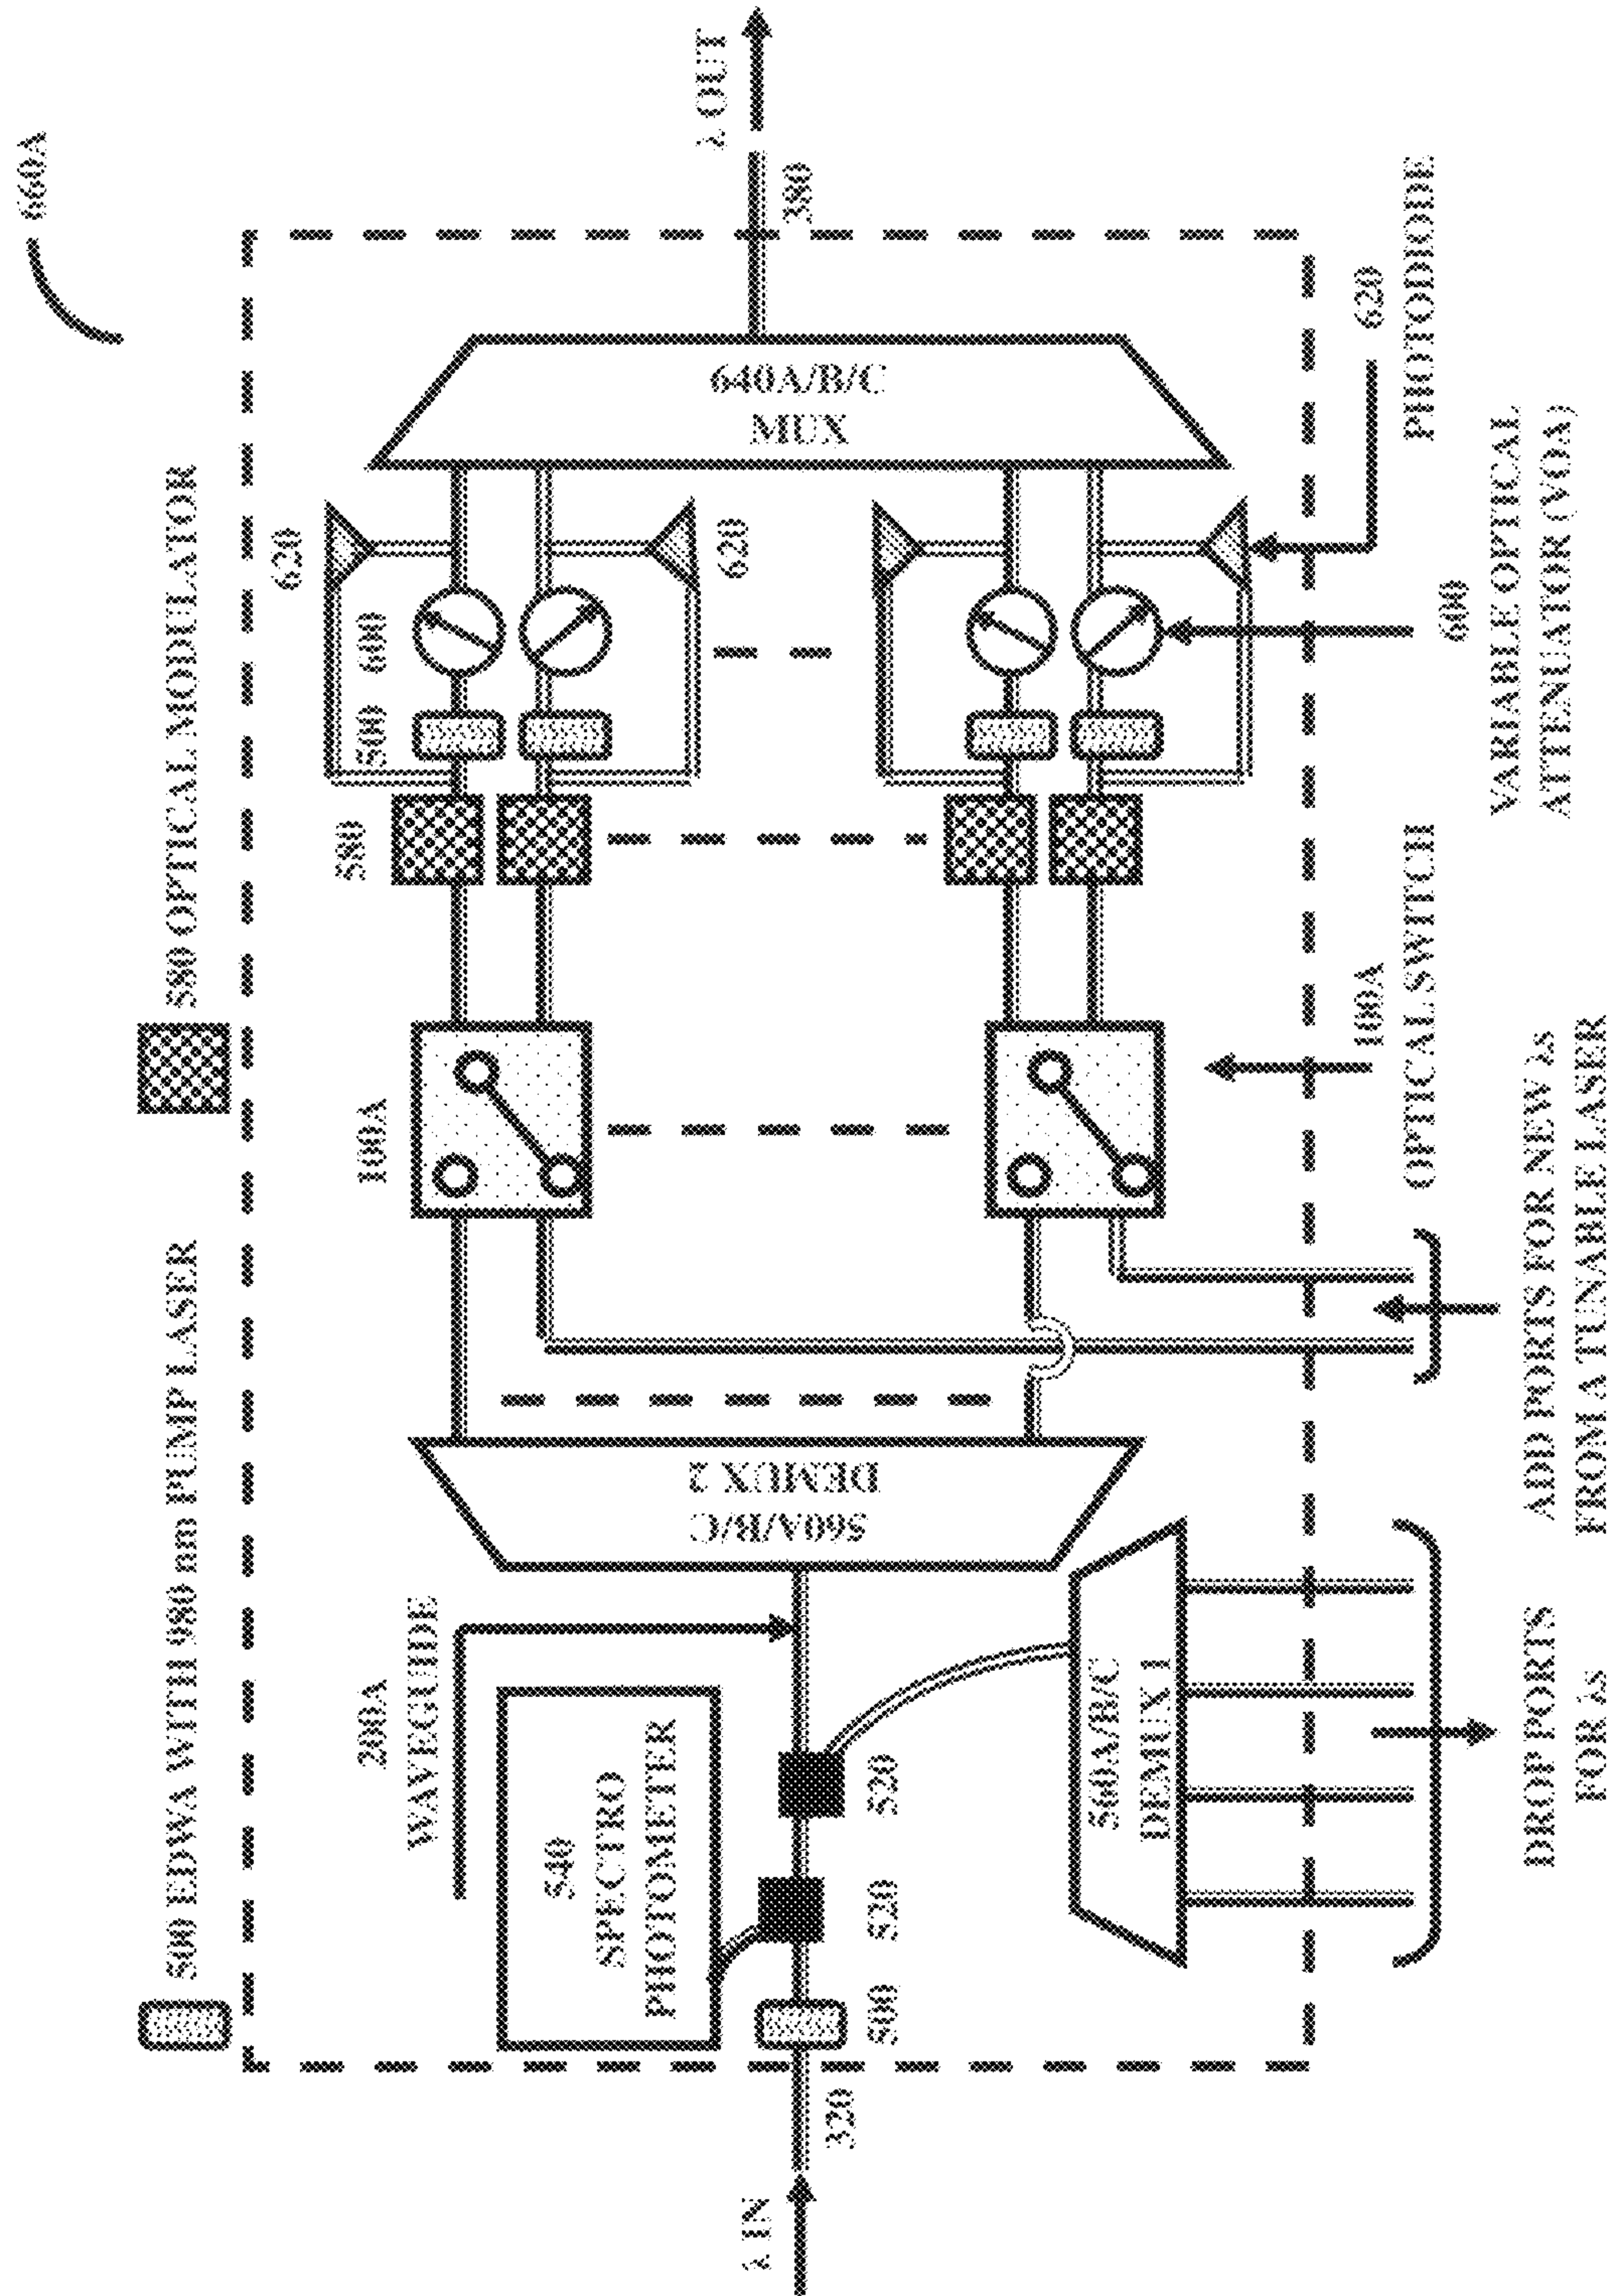 660A
500 EDWA WITH 980 nm PUMP LASER
580 OPTICAL MODULATOR
λ IN
320
500
540
SPECTRO
PHOTOMETER
520
520
200A
WAVEGUIDE
560A/B/C
DEMUX 1
560A/B/C
DEMUX 2
100A
580
500
600
620
620
640A/B/C
MUX
380
λ OUT
DROP PORTS
FOR λs
ADD PORTS FOR NEW λs
FROM A TUNABLE LASER
100A
OPTICAL SWITCH
600
VARIABLE OPTICAL
ATTENUATOR (VOA)
620
PHOTODIODE